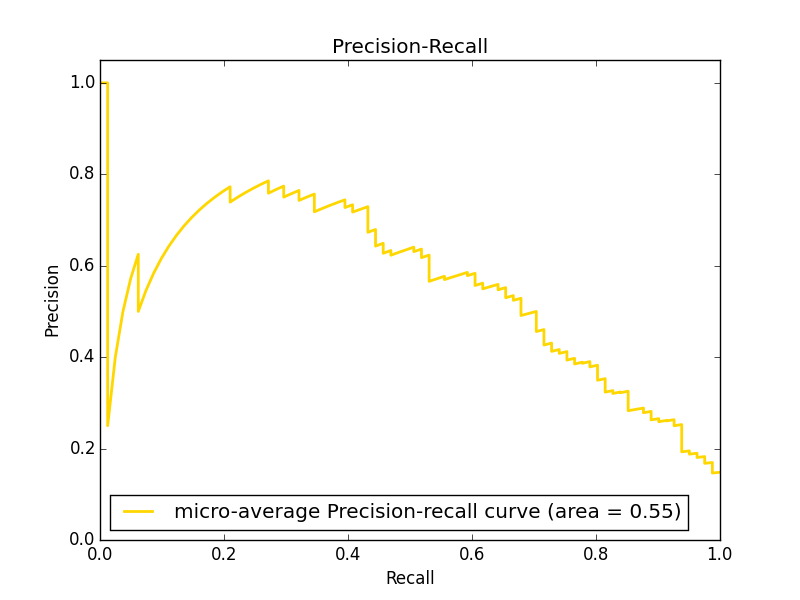 Precision-Recall
1.0
0.8
0.6
0.4
0.2
0.0
Precision
micro-average Precision-recall curve (area = 0.55)
0.0 0.2 0.4 0.6 0.8 1.0
Recall